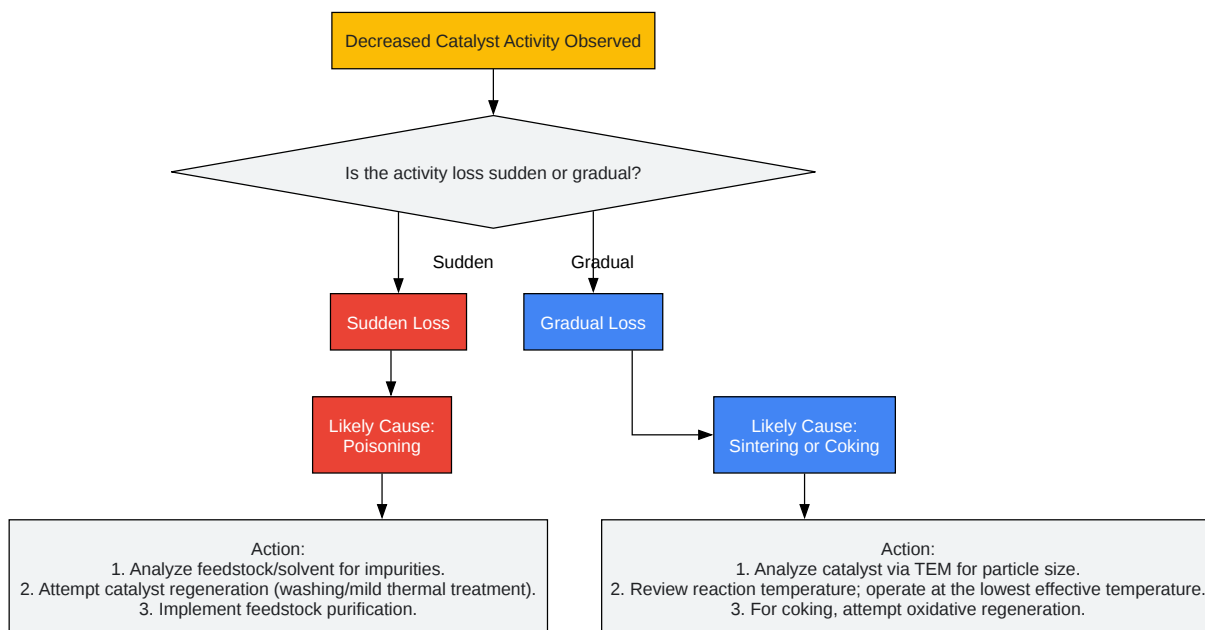 Decreased Catalyst Activity Observed
Is the activity loss sudden or gradual?
Sudden
Gradual
Sudden Loss
Gradual Loss
Likely Cause:
Poisoning
Likely Cause:
Sintering or Coking
Action:
1. Analyze feedstock/solvent for impurities.
2. Attempt catalyst regeneration (washing/mild thermal treatment).
3. Implement feedstock purification.
Action:
1. Analyze catalyst via TEM for particle size.
2. Review reaction temperature; operate at the lowest effective temperature.
3. For coking, attempt oxidative regeneration.